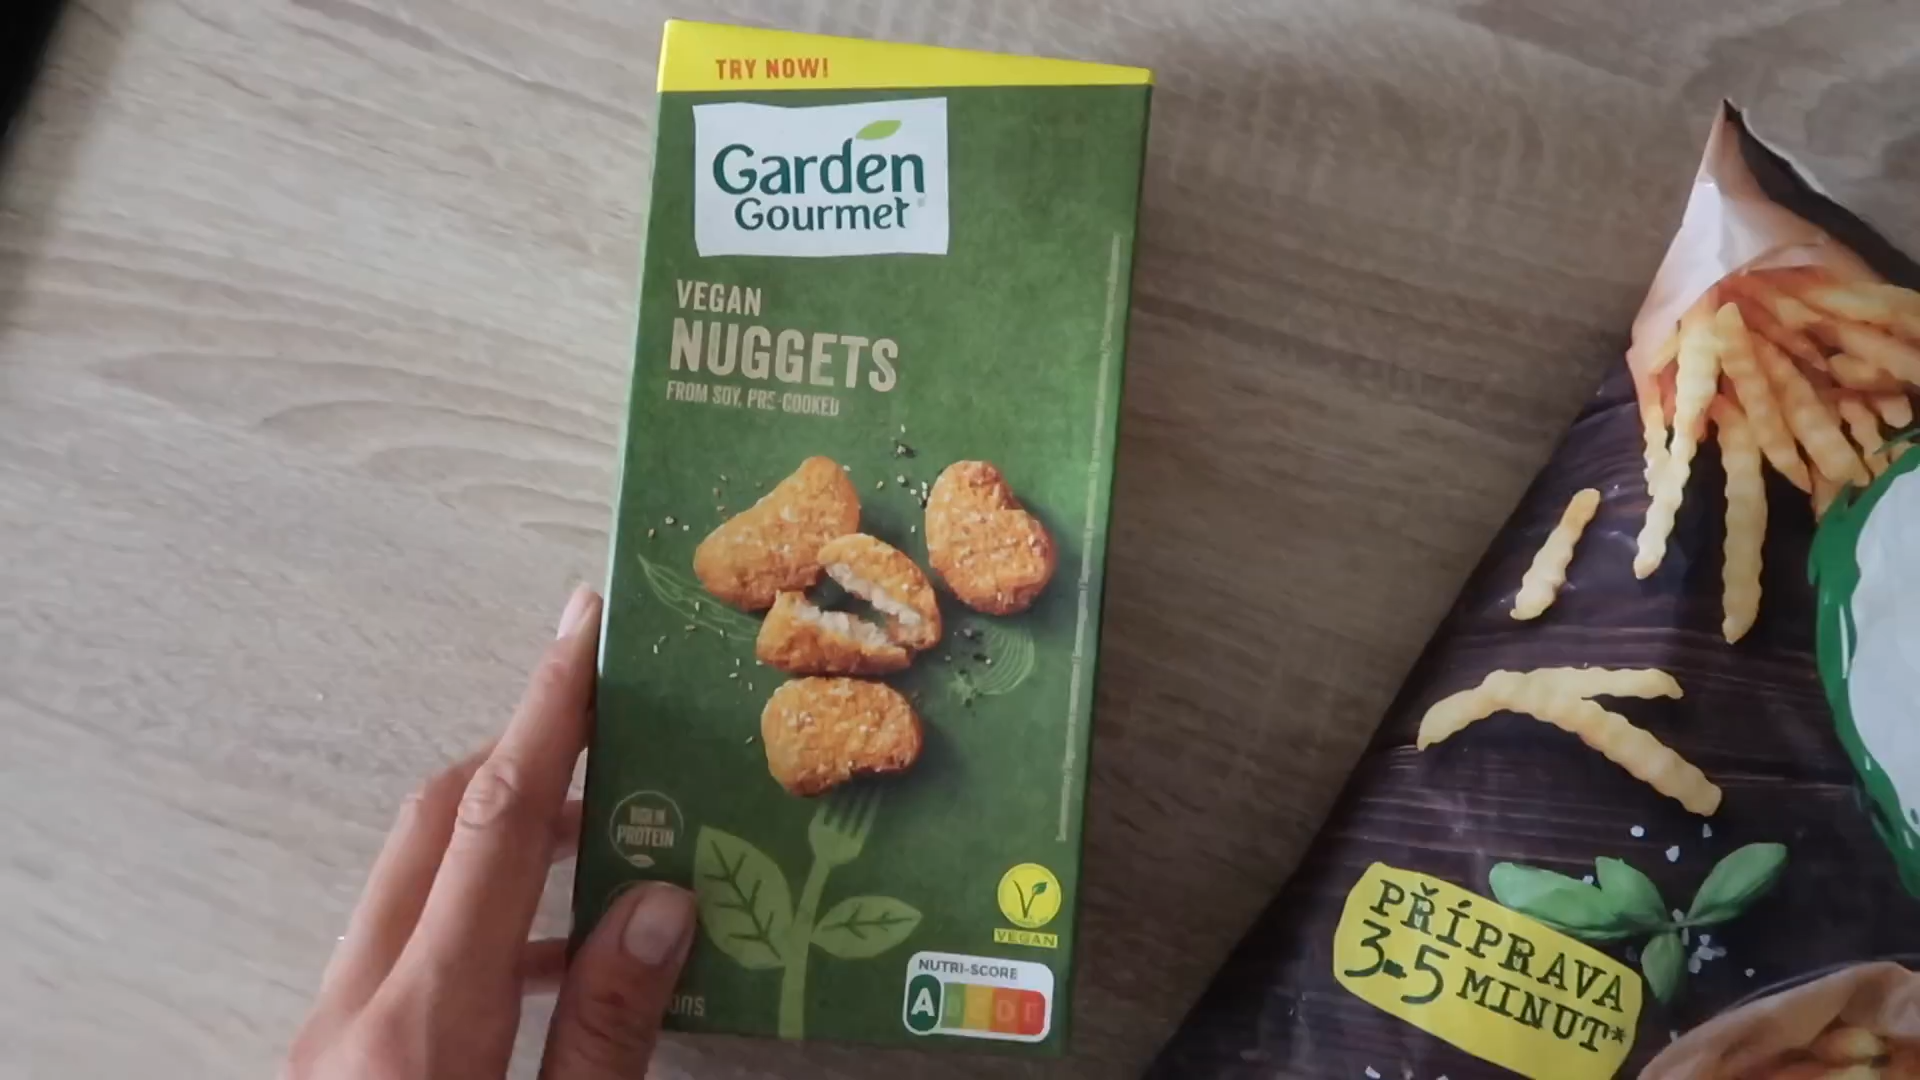 TRY NOW!
Garden
Gourmet
VEGAN
NUGGETS
FROM SOY, PRE-COOKED
PROTEIN
VEGAN
NUTRI-SCORE
A
PŘÍPRAVA
3-5 MINUT*